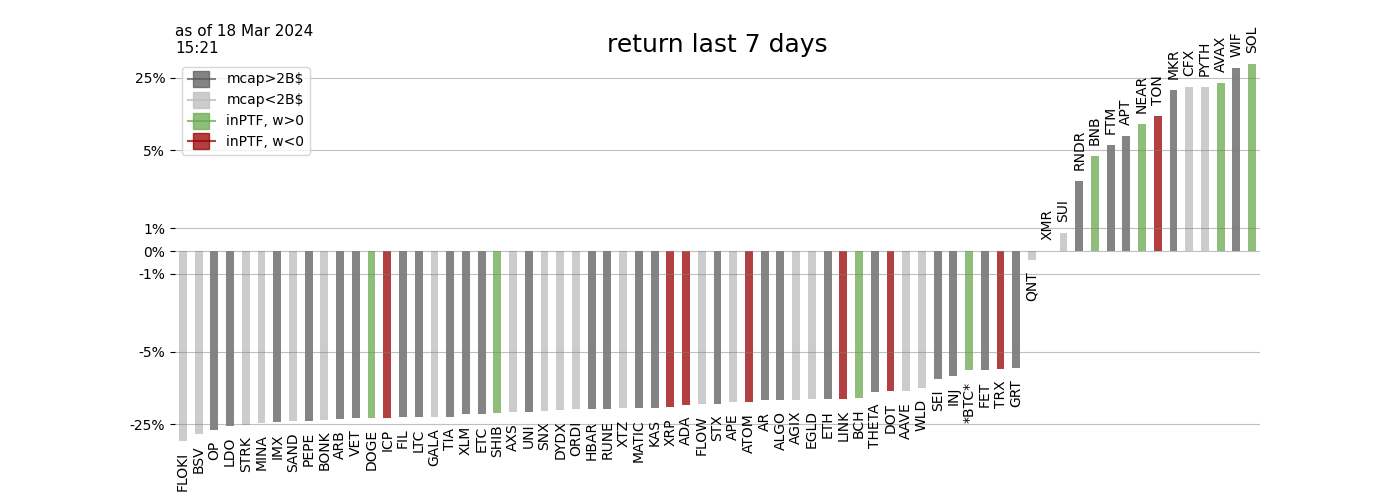 as of 18 Mar 2024
15:21
return last 7 days
mcap>2B$
mcap<2B$
inPTF, w>0
inPTF, w<0
25%
5%
1%
0%
-1%
-5%
-25%
FLOKI
BSV
OP
LDO
STRK
MINA
IMX
SAND
PEPE
BONK
ARB
VET
DOGE
ICP
FIL
LTC
GALA
TIA
XLM
ETC
SHIB
AXS
UNI
SNX
DYDX
ORDI
HBAR
RUNE
XTZ
MATIC
KAS
XRP
ADA
FLOW
STX
APE
ATOM
AR
ALGO
AGIX
EGLD
ETH
LINK
BCH
THETA
DOT
AAVE
WLD
SEI
INJ
*BTC*
FET
TRX
GRT
QNT
XMR
SUI
RNDR
BNB
FTM
APT
NEAR
TON
MKR
CFX
PYTH
AVAX
WIF
SOL